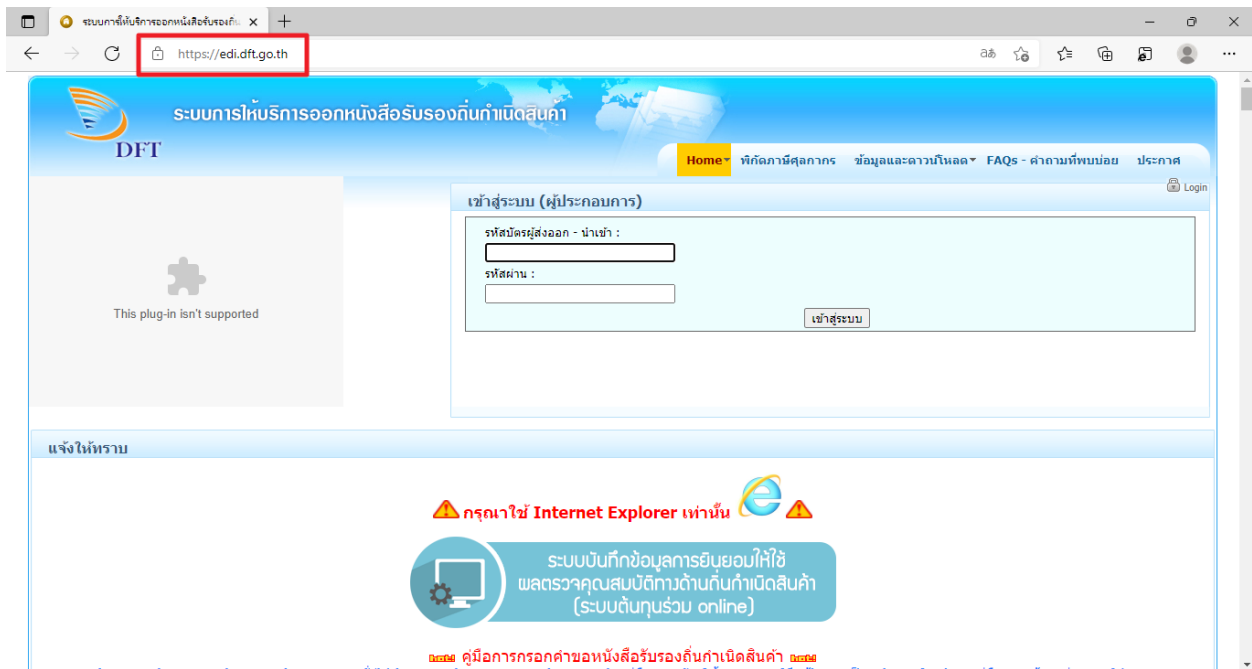 ระบบการให้บริการออกหนังสือรับรองถิ่น
https://edi.dft.go.th
ระบบการให้บริการออกหนังสือรับรองถิ่นกำเนิดสินค้า
DFT
Home พิกัดภาษีศุลกากร ข้อมูลและดาวน์โหลด FAQs - คำถามที่พบบ่อย ประกาศ
Login
เข้าสู่ระบบ (ผู้ประกอบการ)
รหัสบัตรผู้ส่งออก - นำเข้า :
รหัสผ่าน :
เข้าสู่ระบบ
This plug-in isn't supported
แจ้งให้ทราบ
กรุณาใช้ Internet Explorer เท่านั้น
ระบบบันทึกข้อมูลการยินยอมให้ใช้
ผลตรวจคุณสมบัติทางด้านถิ่นกำเนิดสินค้า
(ระบบต้นทุนร่วม online)
คู่มือการกรอกคำขอหนังสือรับรองถิ่นกำเนิดสินค้า